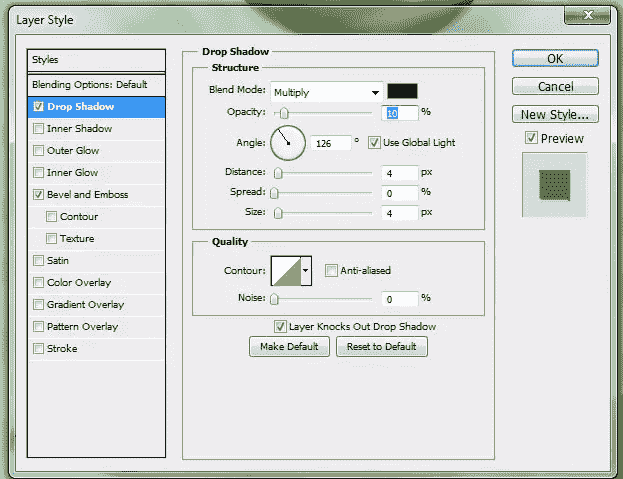 Layer Style
Styles
Blending Options: Default
Drop Shadow
Inner Shadow
Outer Glow
Inner Glow
Bevel and Emboss
Contour
Texture
Satin
Color Overlay
Gradient Overlay
Pattern Overlay
Stroke
Drop Shadow
Structure
Blend Mode: Multiply
Opacity: 10 %
Angle: 126 ° Use Global Light
Distance: 4 px
Spread: 0 %
Size: 4 px
Quality
Contour: Anti-aliased
Noise: 0 %
Layer Knocks Out Drop Shadow
Make Default Reset to Default
OK
Cancel
New Style...
Preview